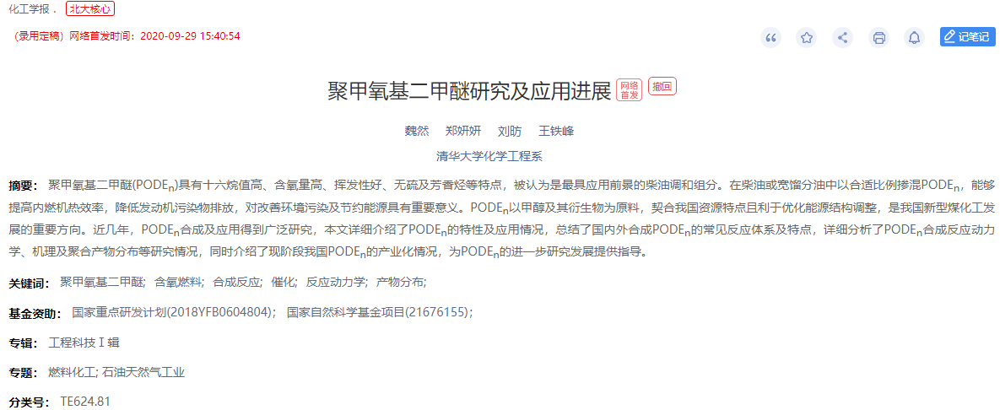 化工学报 . 北大核心
（录用定稿）网络首发时间：2020-09-29 15:40:54
记笔记
聚甲氧基二甲醚研究及应用进展 网络首发 撤回
魏然 郑妍妍 刘昉 王铁峰
清华大学化学工程系
摘要： 聚甲氧基二甲醚(PODEn)具有十六烷值高、含氧量高、挥发性好、无硫及芳香烃等特点，被认为是最具应用前景的柴油调和组分。在柴油或宽馏分油中以合适比例掺混PODEn，能够
提高内燃机热效率，降低发动机污染物排放，对改善环境污染及节约能源具有重要意义。PODEn以甲醇及其衍生物为原料，契合我国资源特点且利于优化能源结构调整，是我国新型煤化工发
展的重要方向。近几年，PODEn合成及应用得到广泛研究，本文详细介绍了PODEn的特性及应用情况，总结了国内外合成PODEn的常见反应体系及特点，详细分析了PODEn合成反应动力
学、机理及聚合产物分布等研究情况，同时介绍了现阶段我国PODEn的产业化情况，为PODEn的进一步研究发展提供指导。
关键词： 聚甲氧基二甲醚; 含氧燃料; 合成反应; 催化; 反应动力学; 产物分布;
基金资助： 国家重点研发计划(2018YFB0604804)； 国家自然科学基金项目(21676155)；
专辑： 工程科技Ⅰ辑
专题： 燃料化工; 石油天然气工业
分类号： TE624.81